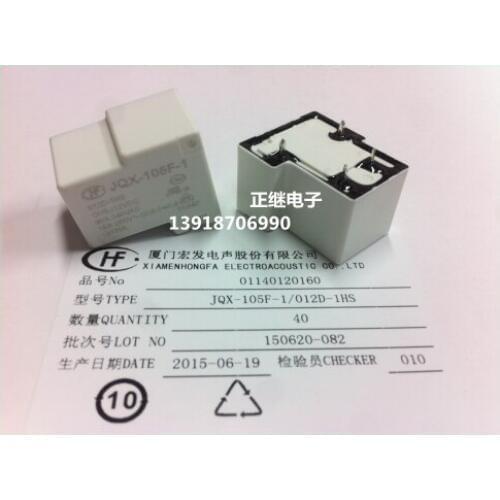 HF JQX-105F-1
012D-1HS
正继电子
13918706990
HF 厦门宏发电声股份有限公司
XIAMENHONGFA ELECTROACOUSTIC CO., LTD
品号No 01140120160
型号TYPE JQX-105F-1/012D-1HS
数量QUANTITY 40
批次号LOT NO 150620-082
生产日期DATE 2015-06-19 检验员CHECKER 010
10